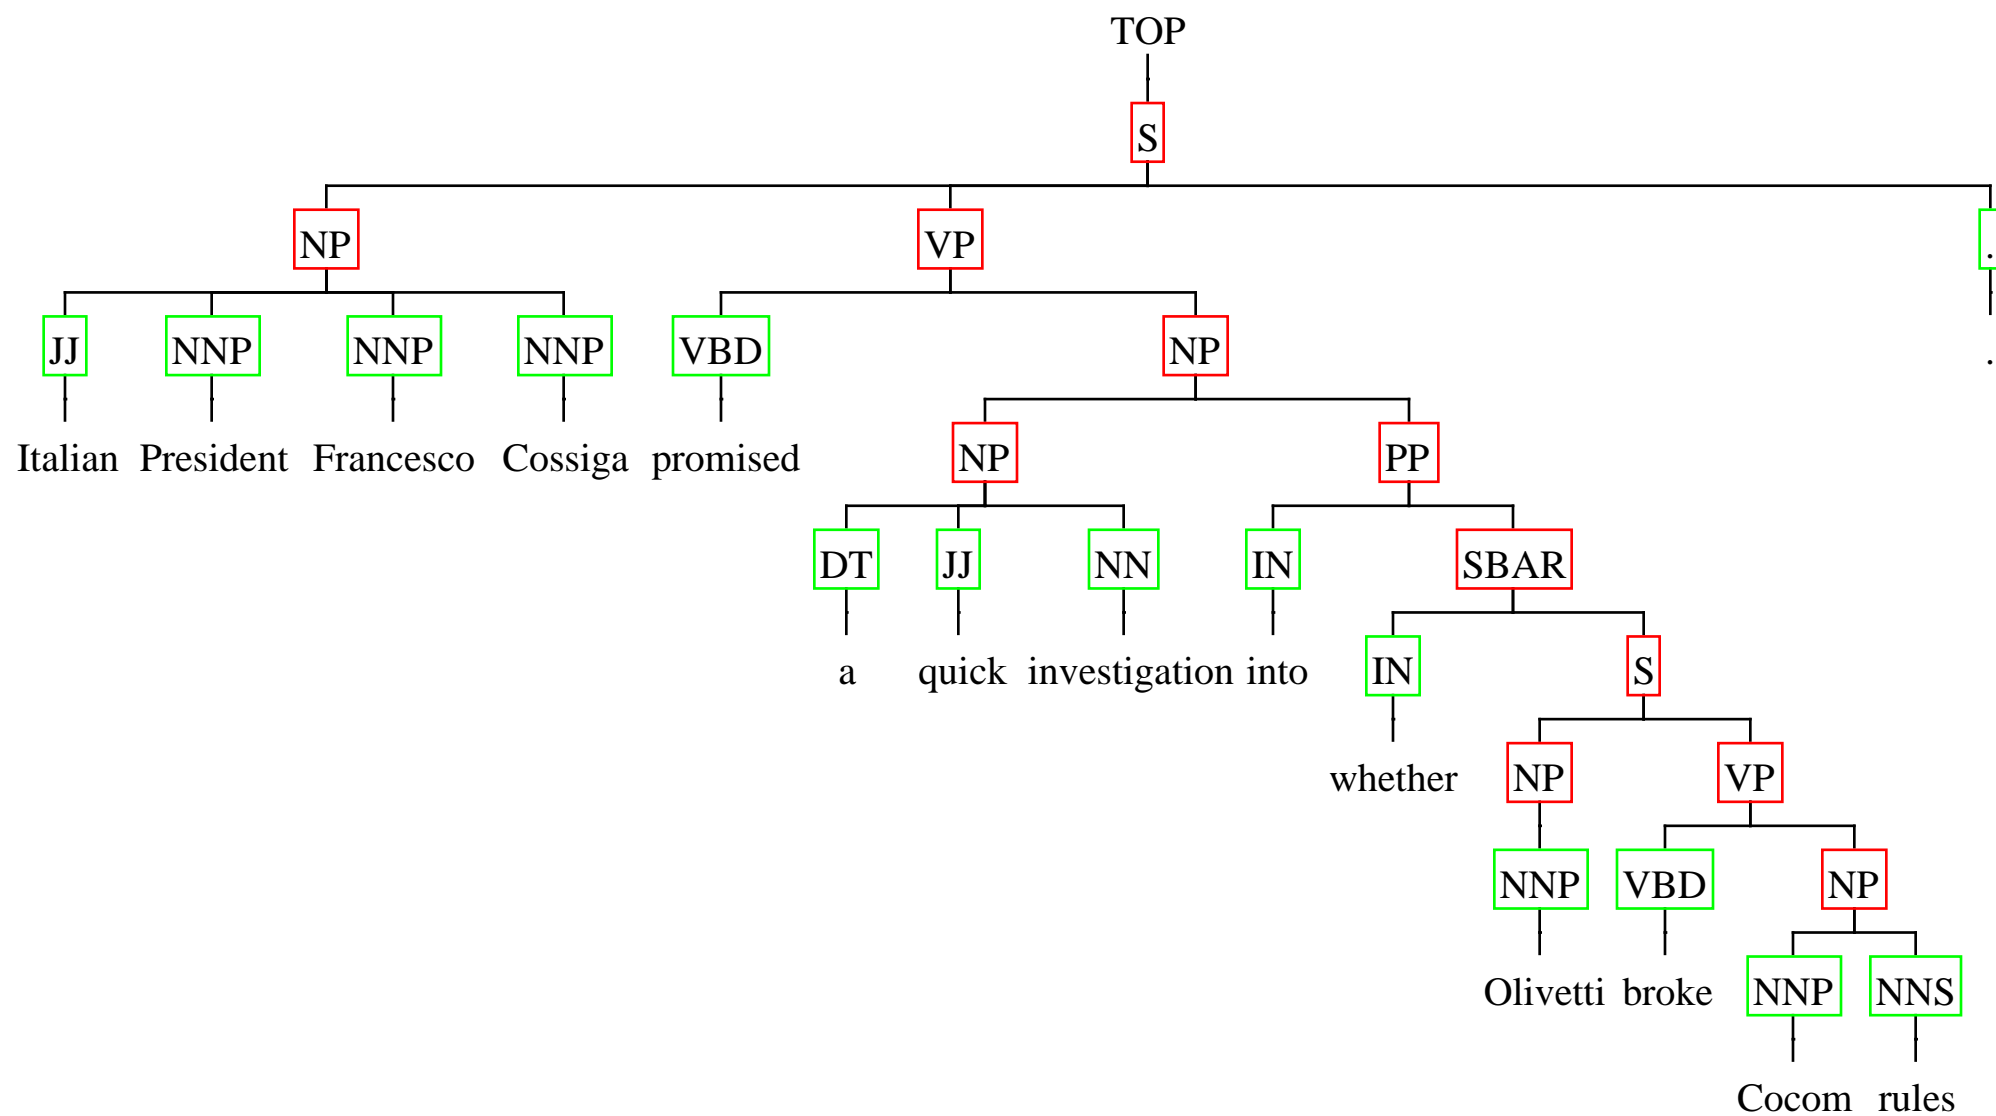 TOP
S
NP VP .
JJ NNP NNP NNP VBD NP .
Italian President Francesco Cossiga promised NP PP
DT JJ NN IN SBAR
a quick investigation into IN S
whether NP VP
NNP VBD NP
Olivetti broke NNP NNS
Cocom rules